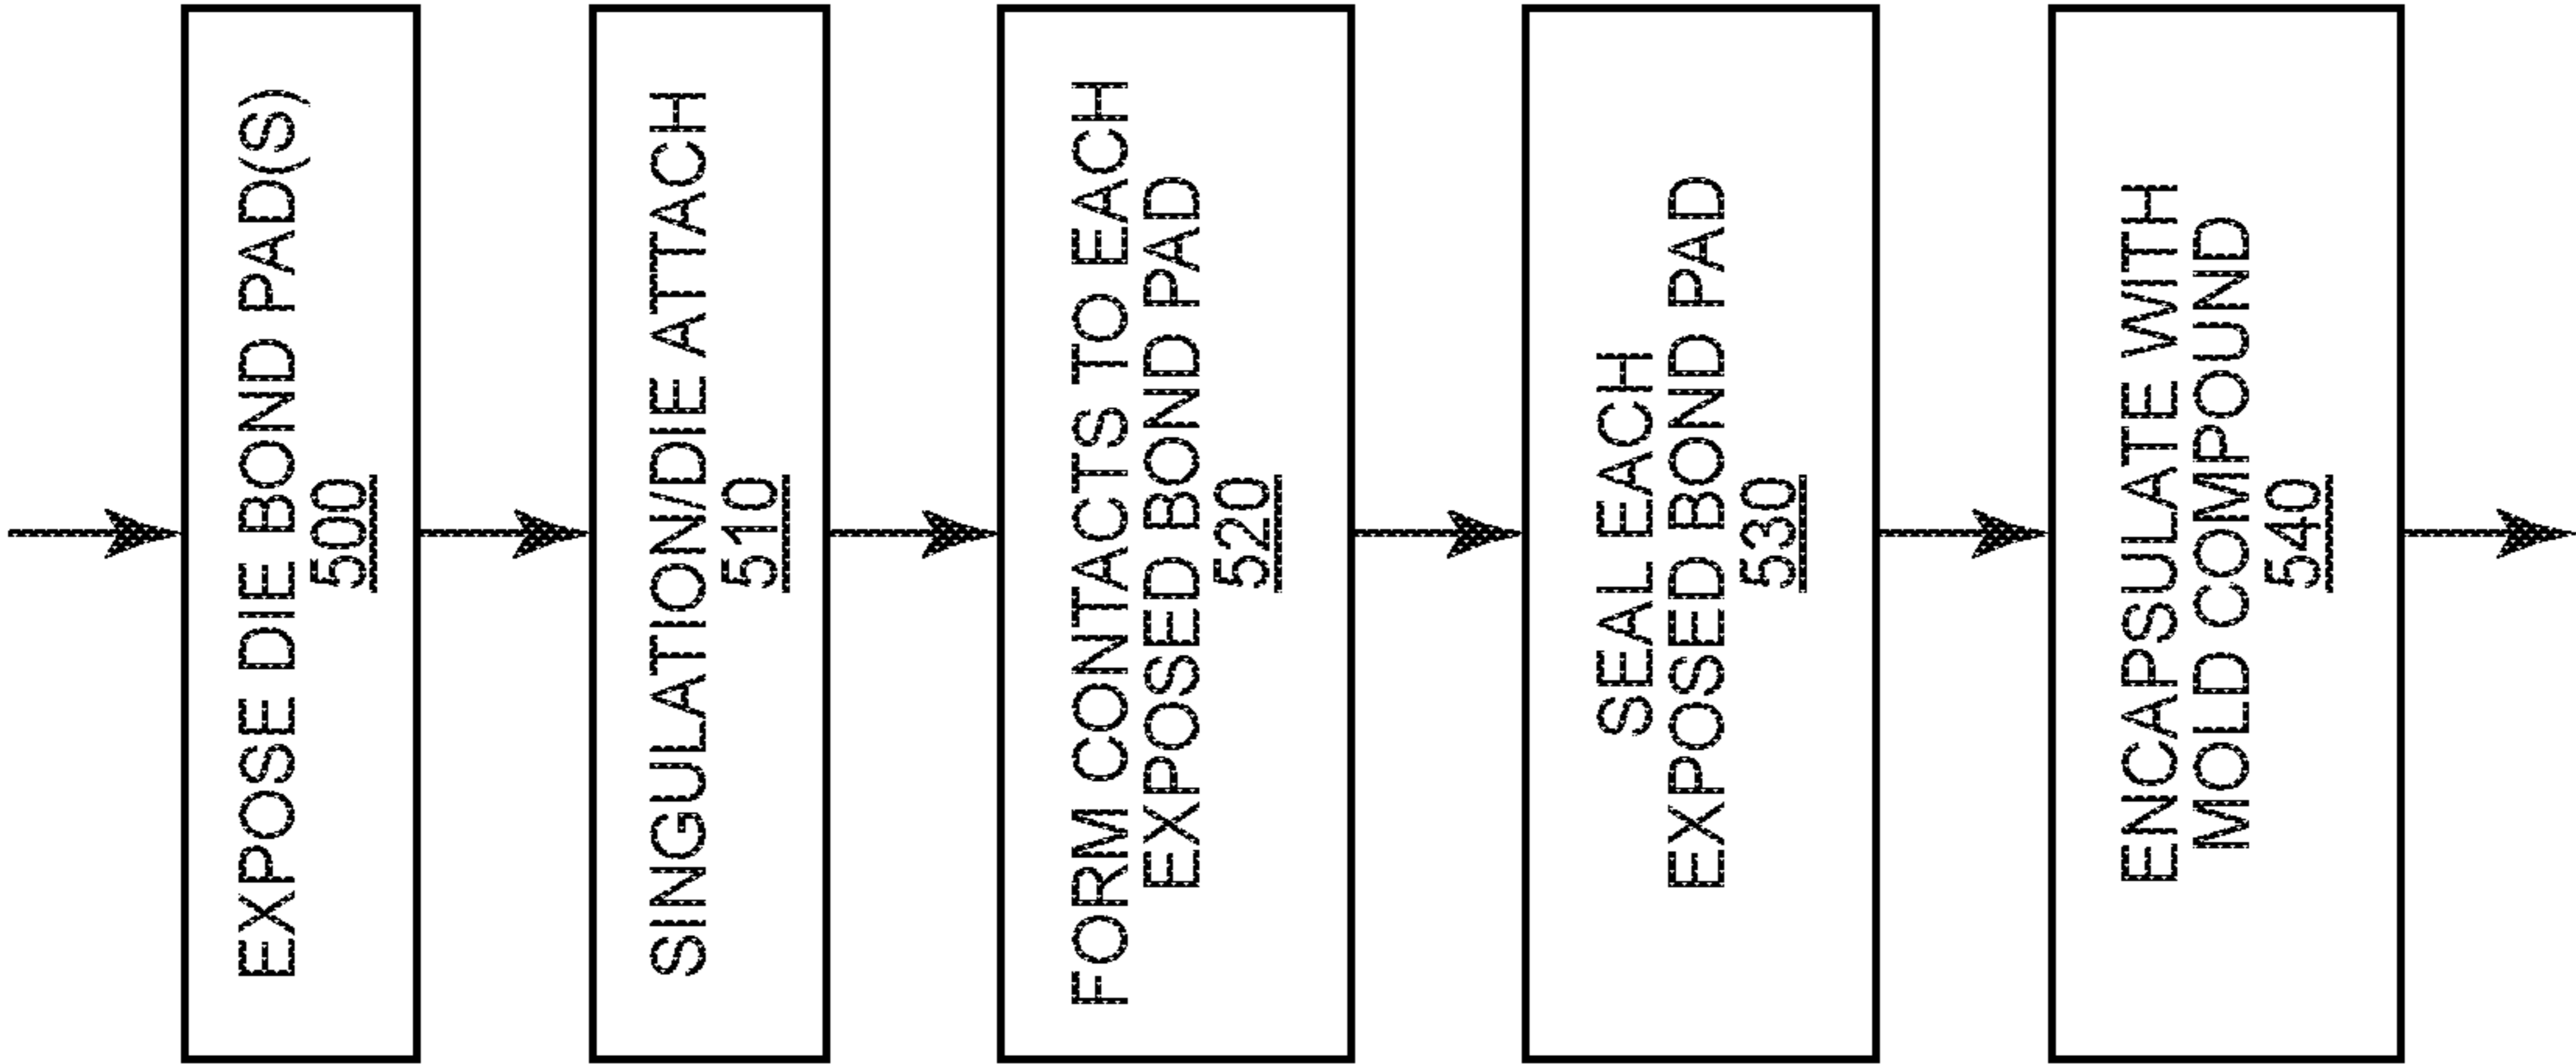 EXPOSE DIE BOND PAD(S)
500
SINGULATION/DIE ATTACH
510
FORM CONTACTS TO EACH
EXPOSED BOND PAD
520
SEAL EACH
EXPOSED BOND PAD
530
ENCAPSULATE WITH
MOLD COMPOUND
540